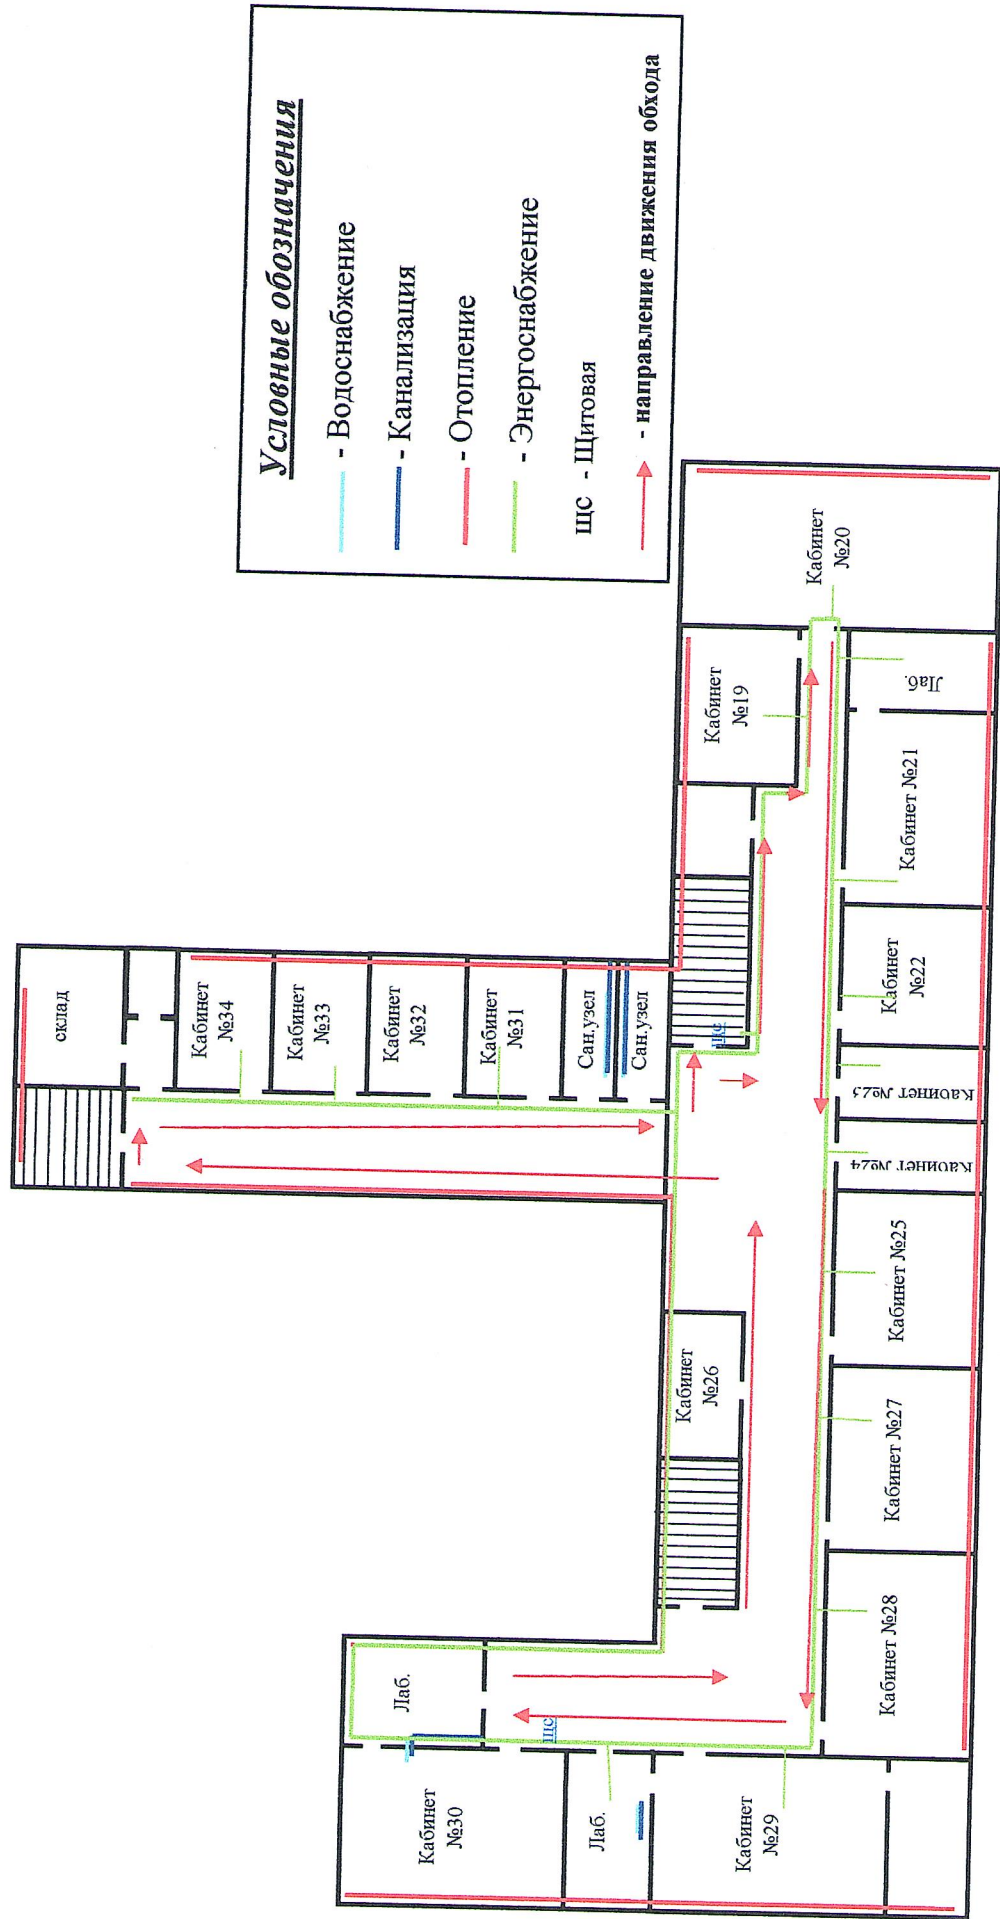 Условные обозначения
- Водоснабжение
- Канализация
- Отопление
- Энергоснабжение
щс - Щитовая
- направление движения обхода
склад
Кабинет
№34
Кабинет
№33
Кабинет
№32
Кабинет
№31
Сан.узел
Сан.узел
щс
Кабинет
№19
Кабинет
№20
Лаб.
Кабинет №21
Кабинет
№22
Кабинет №23
Кабинет №24
Кабинет №25
Кабинет
№26
Кабинет №27
Кабинет №28
Лаб.
щс
Кабинет
№30
Лаб.
Кабинет
№29